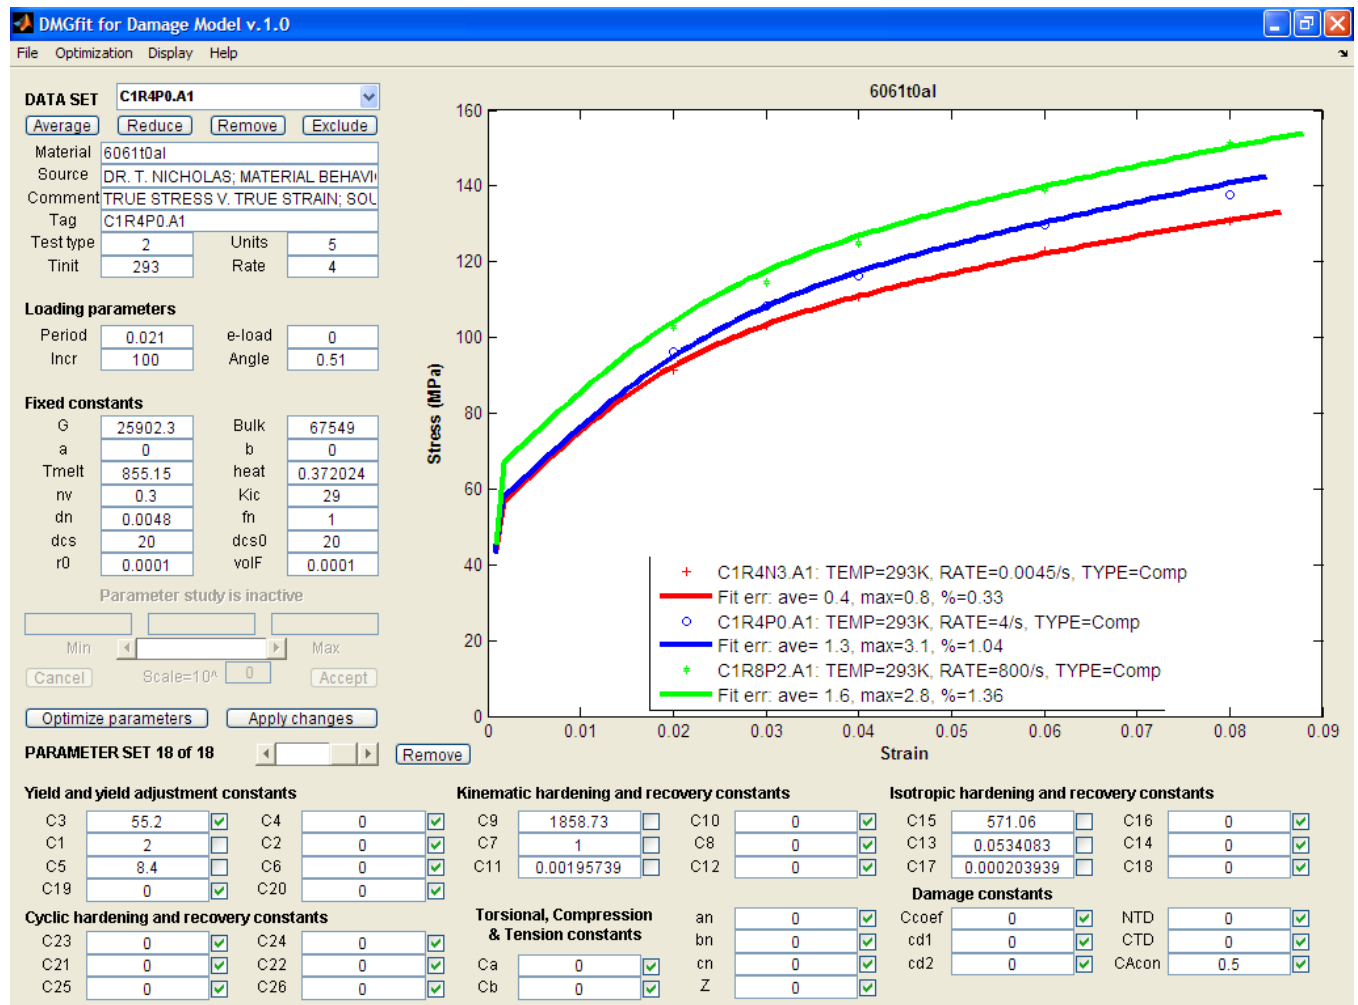 DMGfit for Damage Model v.1.0
File Optimization Display Help
DATA SET C1R4P0.A1
Average Reduce Remove Exclude
Material 6061t0al
Source DR. T. NICHOLAS; MATERIAL BEHAVI
Comment TRUE STRESS V. TRUE STRAIN; SOU
Tag C1R4P0.A1
Test type 2 Units 5
Tinit 293 Rate 4
Loading parameters
Period 0.021 e-load 0
Incr 100 Angle 0.51
Fixed constants
G 25902.3 Bulk 67549
a 0 b 0
Tmelt 855.15 heat 0.372024
nv 0.3 Kic 29
dn 0.0048 fn 1
dcs 20 dcs0 20
r0 0.0001 volF 0.0001
Parameter study is inactive
Min Max
Cancel Scale=10^ 0 Accept
Optimize parameters Apply changes
PARAMETER SET 18 of 18 Remove
6061t0al
160
140
120
100
80
60
40
20
0
Stress (MPa)
C1R4N3.A1: TEMP=293K, RATE=0.0045/s, TYPE=Comp
Fit err: ave= 0.4, max=0.8, %=0.33
C1R4P0.A1: TEMP=293K, RATE=4/s, TYPE=Comp
Fit err: ave= 1.3, max=3.1, %=1.04
C1R8P2.A1: TEMP=293K, RATE=800/s, TYPE=Comp
Fit err: ave= 1.6, max=2.8, %=1.36
0 0.01 0.02 0.03 0.04 0.05 0.06 0.07 0.08 0.09
Strain
Yield and yield adjustment constants
C3 55.2 C4 0
C1 2 C2 0
C5 8.4 C6 0
C19 0 C20 0
Kinematic hardening and recovery constants
C9 1858.73 C10 0
C7 1 C8 0
C11 0.00195739 C12 0
Isotropic hardening and recovery constants
C15 571.06 C16 0
C13 0.0534083 C14 0
C17 0.000203939 C18 0
Cyclic hardening and recovery constants
C23 0 C24 0
C21 0 C22 0
C25 0 C26 0
Torsional, Compression
& Tension constants
Ca 0
Cb 0
an 0
bn 0
cn 0
Z 0
Damage constants
Ccoef 0 NTD 0
cd1 0 CTD 0
cd2 0 CAcon 0.5